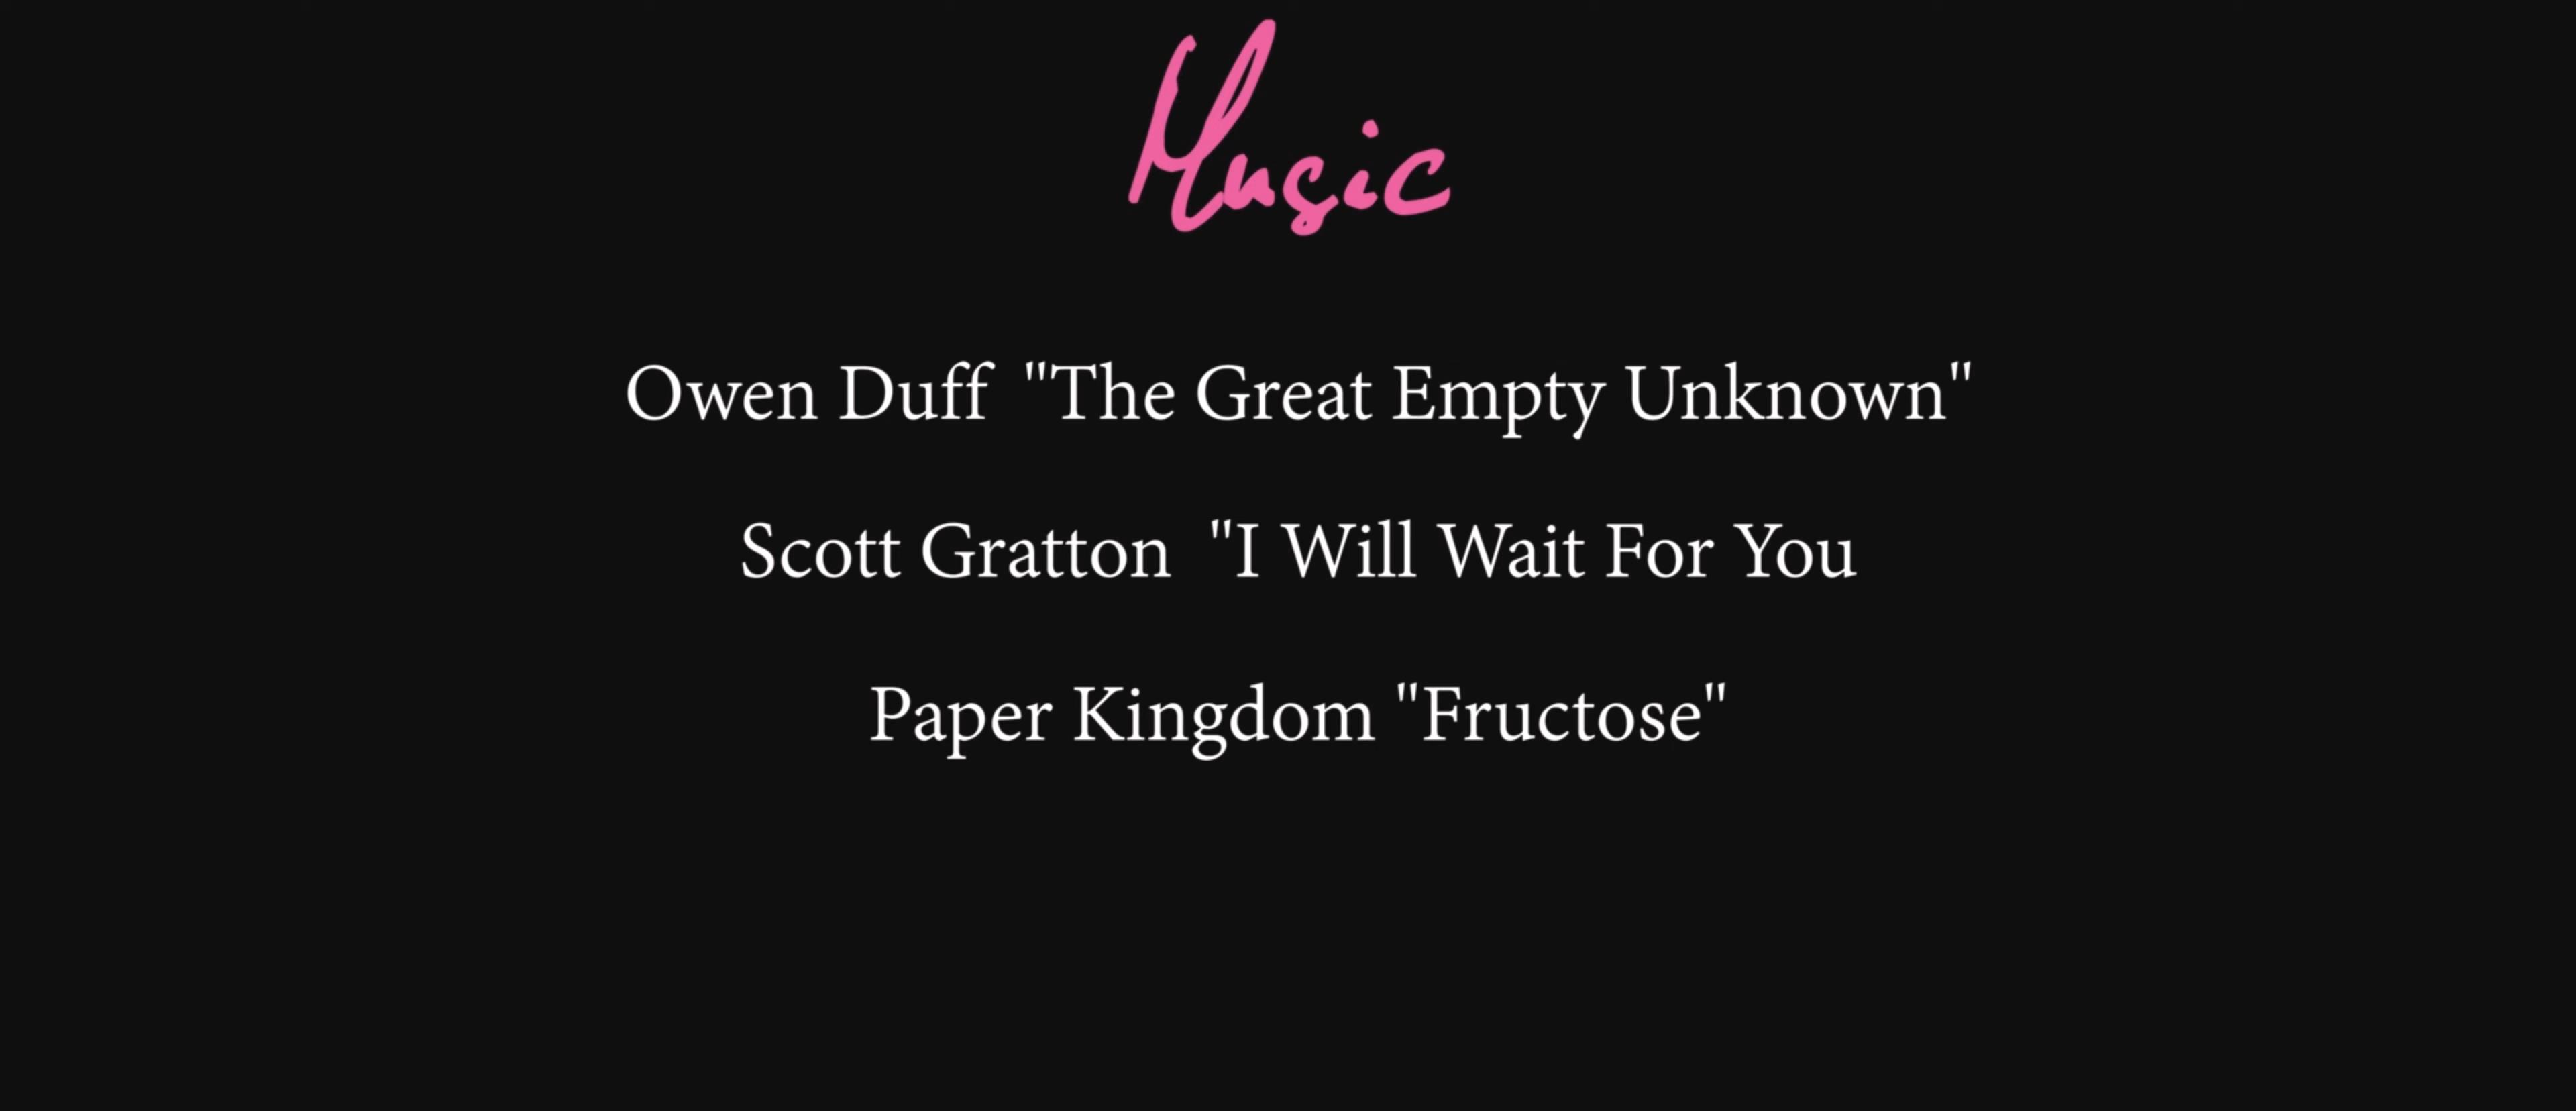 Music
Owen Duff "The Great Empty Unknown"
Scott Gratton "I Will Wait For You
Paper Kingdom "Fructose"